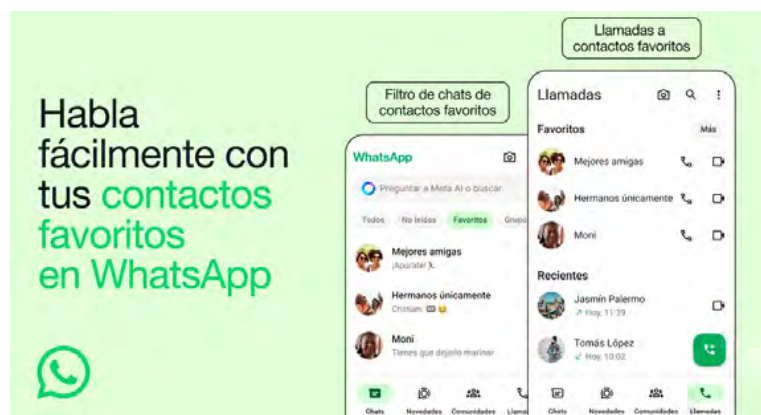 Habla
fácilmente con
tus contactos
favoritos
en WhatsApp
Filtro de chats de
contactos favoritos
WhatsApp
Preguntar a Meta AI o buscar
Todos No leídos Favoritos Grupo
Mejores amigas
¡Apúrate!
Hermanos únicamente
Cristian:
Moni
Tienes que dejarlo marinar
Chats Novedades Comunidades Llama
Llamadas a
contactos favoritos
Llamadas
Favoritos Más
Mejores amigas
Hermanos únicamente
Moni
Recientes
Jasmín Palermo
Hoy, 11:39
Tomás López
Hoy, 10:02
Chats Novedades Comunidades Llamadas